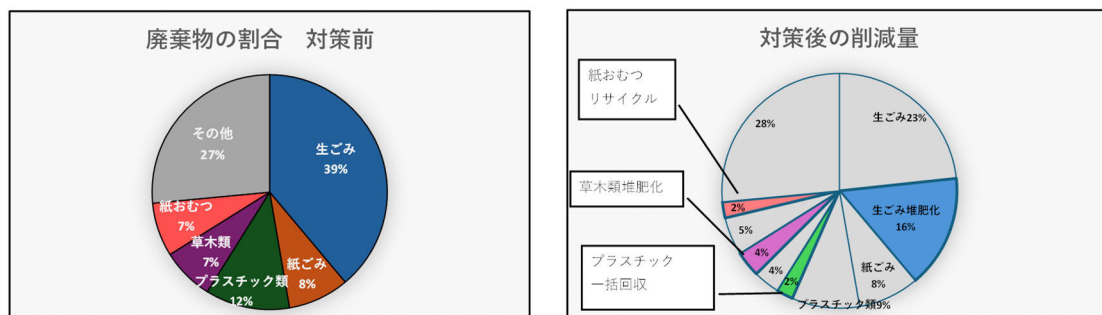 廃棄物の割合　対策前
その他
27%
生ごみ
39%
紙おむつ
7%
草木類
7%
プラスチック類
12%
紙ごみ
8%
対策後の削減量
紙おむつ
リサイクル
草木類堆肥化
プラスチック
一括回収
28%
生ごみ23%
2%
生ごみ堆肥化
16%
5%
4%
4%
2%
紙ごみ
8%
プラスチック類9%